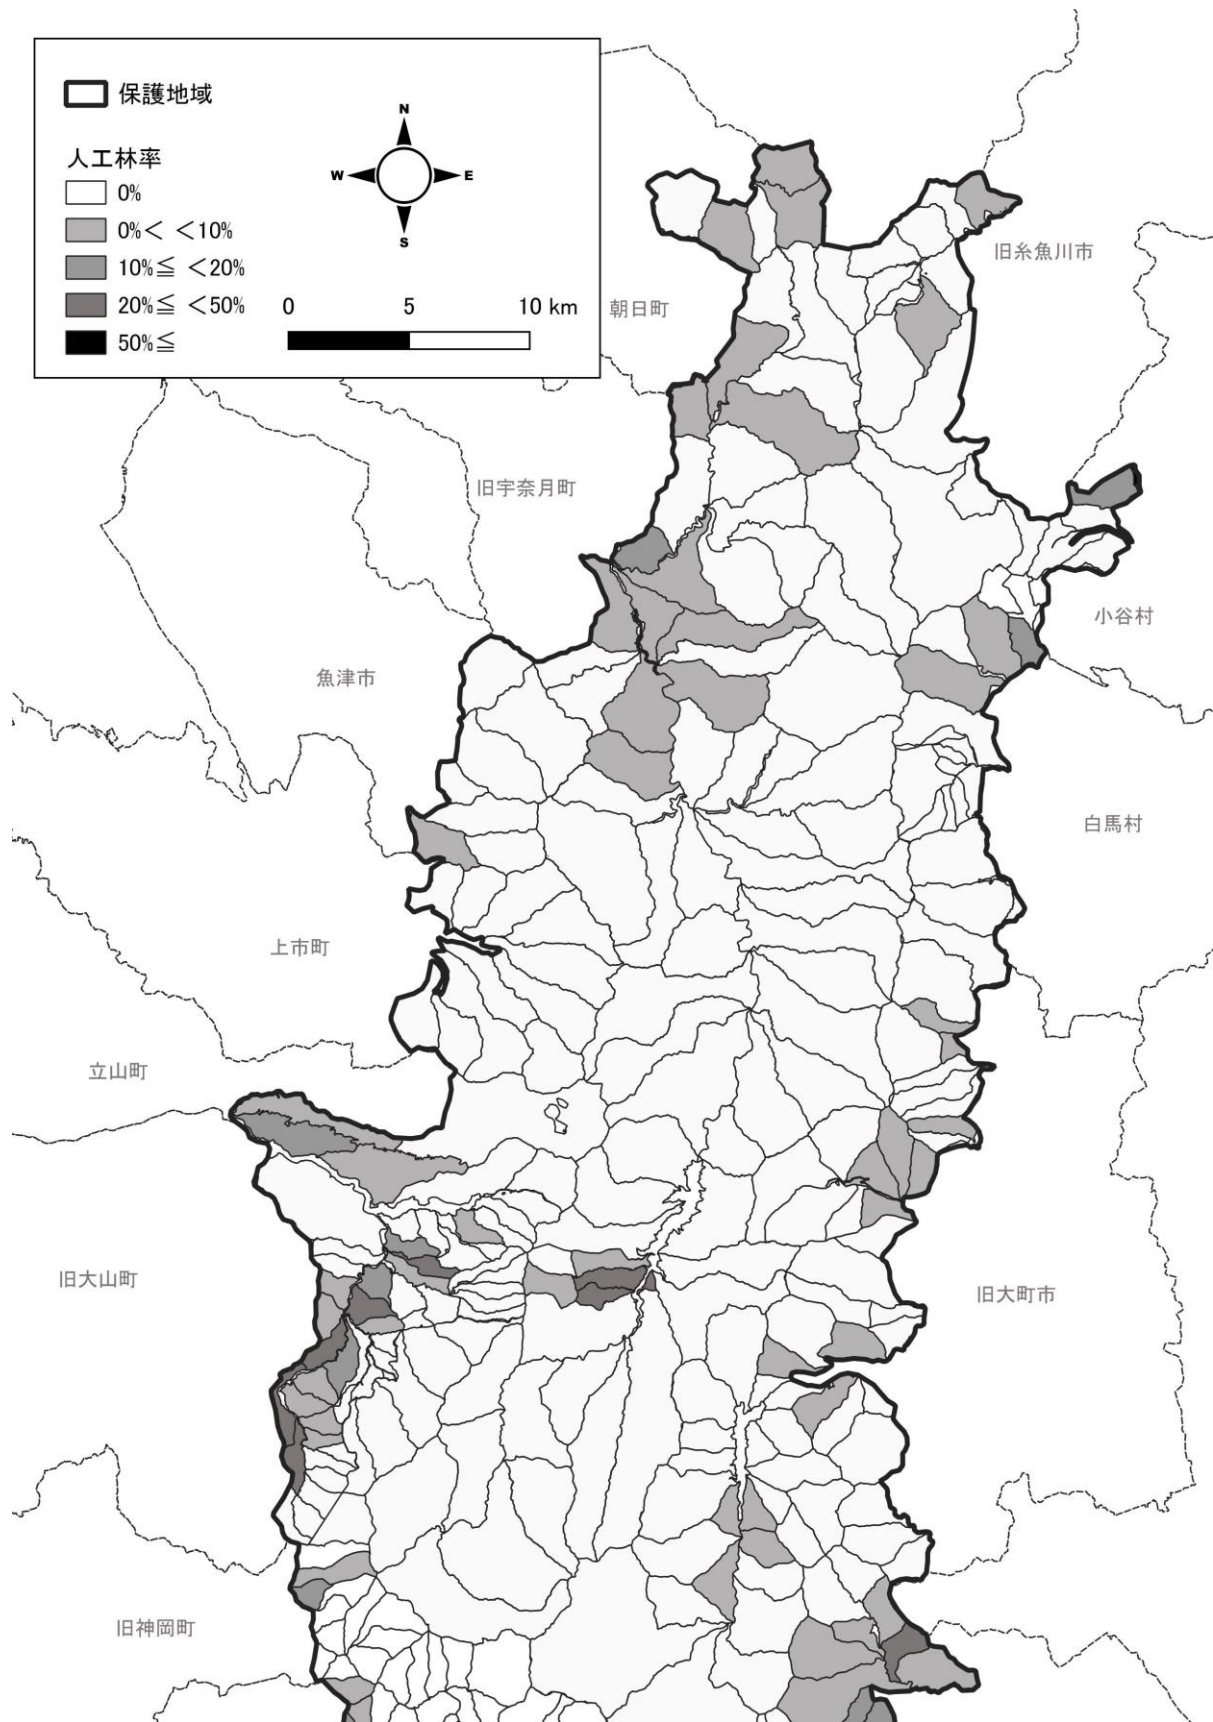 保護地域
人工林率
0%
0%< <10%
10%≦ <20%
20%≦ <50%
50%≦
N
W
E
S
0 5 10 km
旧糸魚川市
朝日町
旧宇奈月町
小谷村
魚津市
白馬村
上市町
立山町
旧大山町
旧大町市
旧神岡町